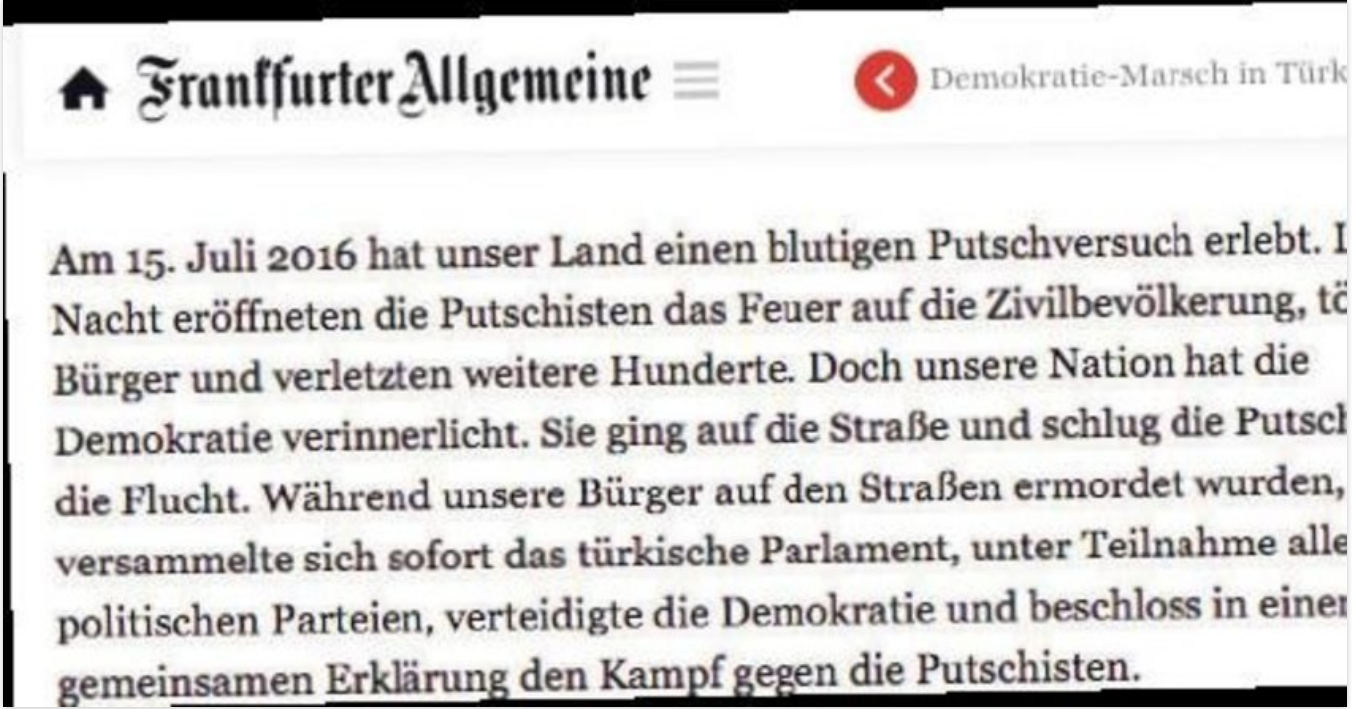 Frankfurter Allgemeine
Demokratie-Marsch in
Am 15. Juli 2016 hat unser Land einen blutigen Putschversuch erlebt.
Nacht eröffneten die Putschisten das Feuer auf die Zivilbevölkerung,
Bürger und verletzten weitere Hunderte. Doch unsere Nation hat die
Demokratie verinnerlicht. Sie ging auf die Straße und schlug die
die Flucht. Während unsere Bürger auf den Straßen ermordet wurden,
versammelte sich sofort das türkische Parlament, unter Teilnahme
politischen Parteien, verteidigte die Demokratie und beschloss in
gemeinsamen Erklärung den Kampf gegen die Putschisten.